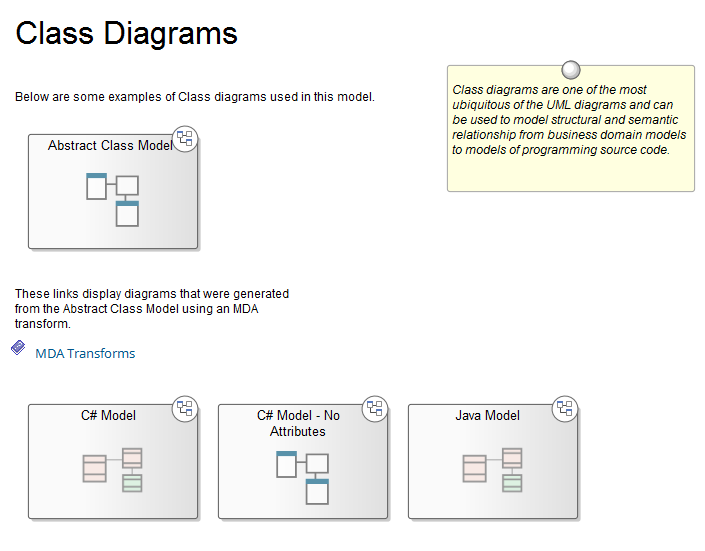 Class Diagrams
Below are some examples of Class diagrams used in this model.
Class diagrams are one of the most
ubiquitous of the UML diagrams and can
be used to model structural and semantic
relationship from business domain models
to models of programming source code.
Abstract Class Model
These links display diagrams that were generated
from the Abstract Class Model using an MDA
transform.
MDA Transforms
C# Model
C# Model - No
Attributes
Java Model